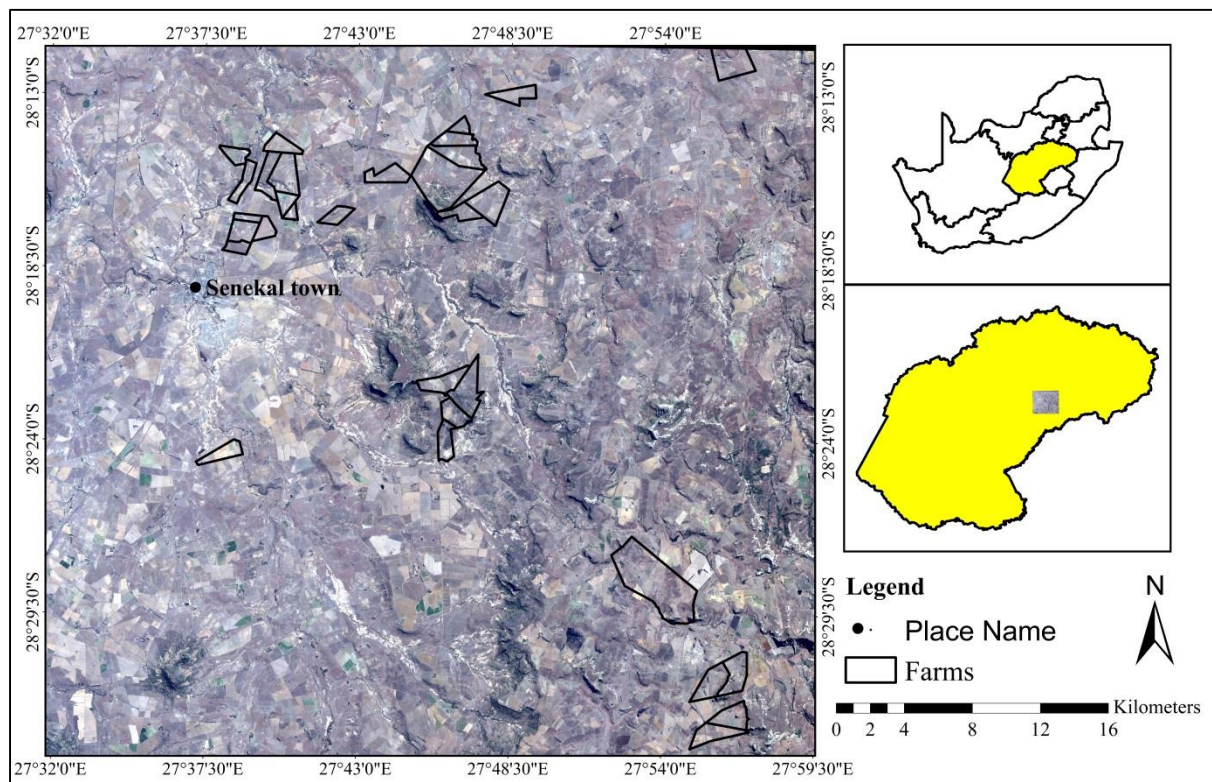 27°32'0"E 27°37'30"E 27°43'0"E 27°48'30"E 27°54'0"E
28°13'0"S
28°13'0"S
28°18'30"S
28°18'30"S
Senekal town
28°24'0"S
28°24'0"S
28°29'30"S
28°29'30"S
Legend
N
Place Name
Farms
Kilometers
0 2 4 8 12 16
27°32'0"E 27°37'30"E 27°43'0"E 27°48'30"E 27°54'0"E 27°59'30"E